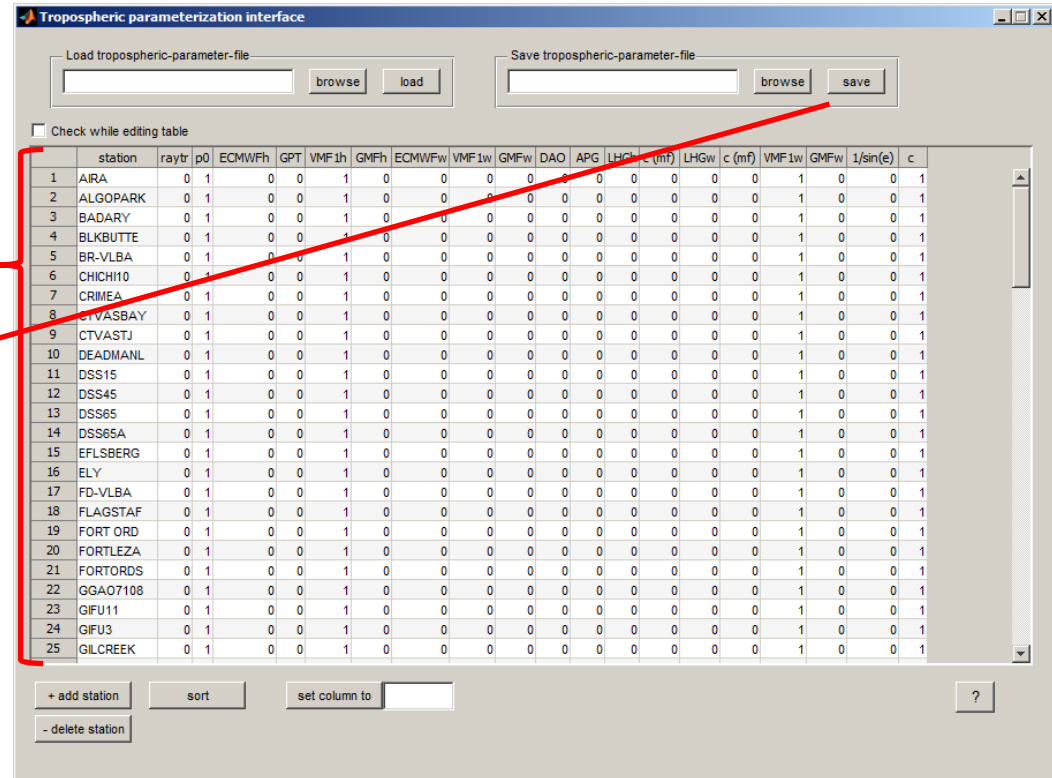 Tropospheric parameterization interface
Load tropospheric-parameter-file Save tropospheric-parameter-file
browse load browse save
Check while editing table
station raytr p0 ECMWFh GPT VMF1h GMFh ECMWFw VMF1w GMFw DAO APG LHGh c (mf) LHGw c (mf) VMF1w GMFw 1/sin(e) c
1 AIRA 0 1 0 0 1 0 0 0 0 0 0 0 0 0 0 1 0 0 1
2 ALGOPARK 0 1 0 0 1 0 0 0 0 0 0 0 0 0 0 1 0 0 1
3 BADARY 0 1 0 0 1 0 0 0 0 0 0 0 0 0 0 1 0 0 1
4 BLKBUTTE 0 1 0 0 1 0 0 0 0 0 0 0 0 0 0 1 0 0 1
5 BR-VLBA 0 1 0 0 1 0 0 0 0 0 0 0 0 0 0 1 0 0 1
6 CHICHI10 0 1 0 0 1 0 0 0 0 0 0 0 0 0 0 1 0 0 1
7 CRIMEA 0 1 0 0 1 0 0 0 0 0 0 0 0 0 0 1 0 0 1
8 CTVASBAY 0 1 0 0 1 0 0 0 0 0 0 0 0 0 0 1 0 0 1
9 CTVASTJ 0 1 0 0 1 0 0 0 0 0 0 0 0 0 0 1 0 0 1
10 DEADMANL 0 1 0 0 1 0 0 0 0 0 0 0 0 0 0 1 0 0 1
11 DSS15 0 1 0 0 1 0 0 0 0 0 0 0 0 0 0 1 0 0 1
12 DSS45 0 1 0 0 1 0 0 0 0 0 0 0 0 0 0 1 0 0 1
13 DSS65 0 1 0 0 1 0 0 0 0 0 0 0 0 0 0 1 0 0 1
14 DSS65A 0 1 0 0 1 0 0 0 0 0 0 0 0 0 0 1 0 0 1
15 EFLSBERG 0 1 0 0 1 0 0 0 0 0 0 0 0 0 0 1 0 0 1
16 ELY 0 1 0 0 1 0 0 0 0 0 0 0 0 0 0 1 0 0 1
17 FD-VLBA 0 1 0 0 1 0 0 0 0 0 0 0 0 0 0 1 0 0 1
18 FLAGSTAF 0 1 0 0 1 0 0 0 0 0 0 0 0 0 0 1 0 0 1
19 FORT ORD 0 1 0 0 1 0 0 0 0 0 0 0 0 0 0 1 0 0 1
20 FORTLEZA 0 1 0 0 1 0 0 0 0 0 0 0 0 0 0 1 0 0 1
21 FORTORDS 0 1 0 0 1 0 0 0 0 0 0 0 0 0 0 1 0 0 1
22 GGAO7108 0 1 0 0 1 0 0 0 0 0 0 0 0 0 0 1 0 0 1
23 GIFU11 0 1 0 0 1 0 0 0 0 0 0 0 0 0 0 1 0 0 1
24 GIFU3 0 1 0 0 1 0 0 0 0 0 0 0 0 0 0 1 0 0 1
25 GILCREEK 0 1 0 0 1 0 0 0 0 0 0 0 0 0 0 1 0 0 1
+ add station sort set column to ?
- delete station